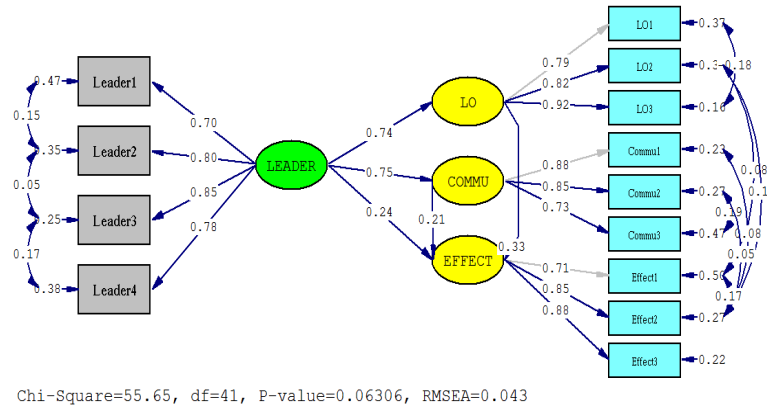 LO1
0.37
0.79
LO2
0.18
0.47
Leader1
0.82
LO
LO3
0.16
0.92
0.15
0.70
0.74
Commu1
0.23
0.35
Leader2
0.80
LEADER
0.88
0.75
COMMU
0.85
Commu2
0.27
0.05
0.85
0.24
0.73
0.19
0.25
Leader3
0.21
Commu3
0.47
0.08
0.78
0.33
0.05
0.17
EFFECT
0.71
Effect1
0.50
0.38
Leader4
0.85
0.17
Effect2
0.27
0.88
Effect3
0.22
Chi-Square=55.65, df=41, P-value=0.06306, RMSEA=0.043